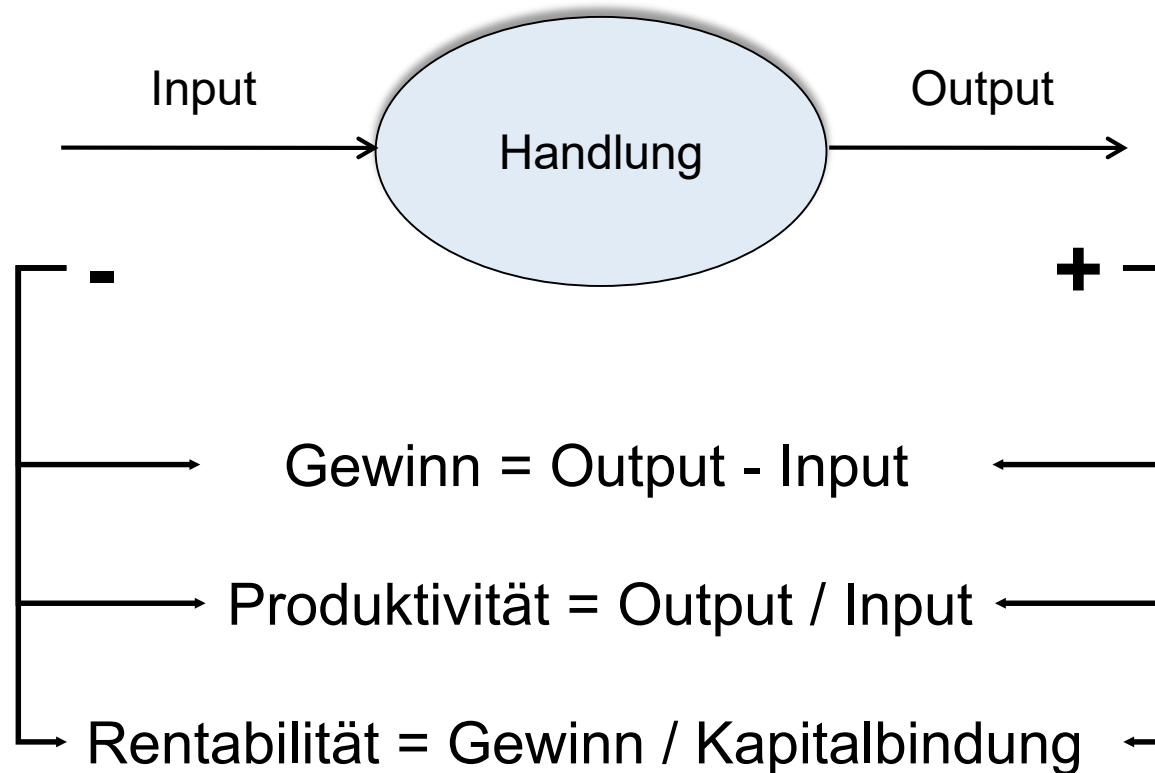 Input
Output
Handlung
- +
Gewinn = Output - Input
Produktivität = Output / Input
Rentabilität = Gewinn / Kapitalbindung